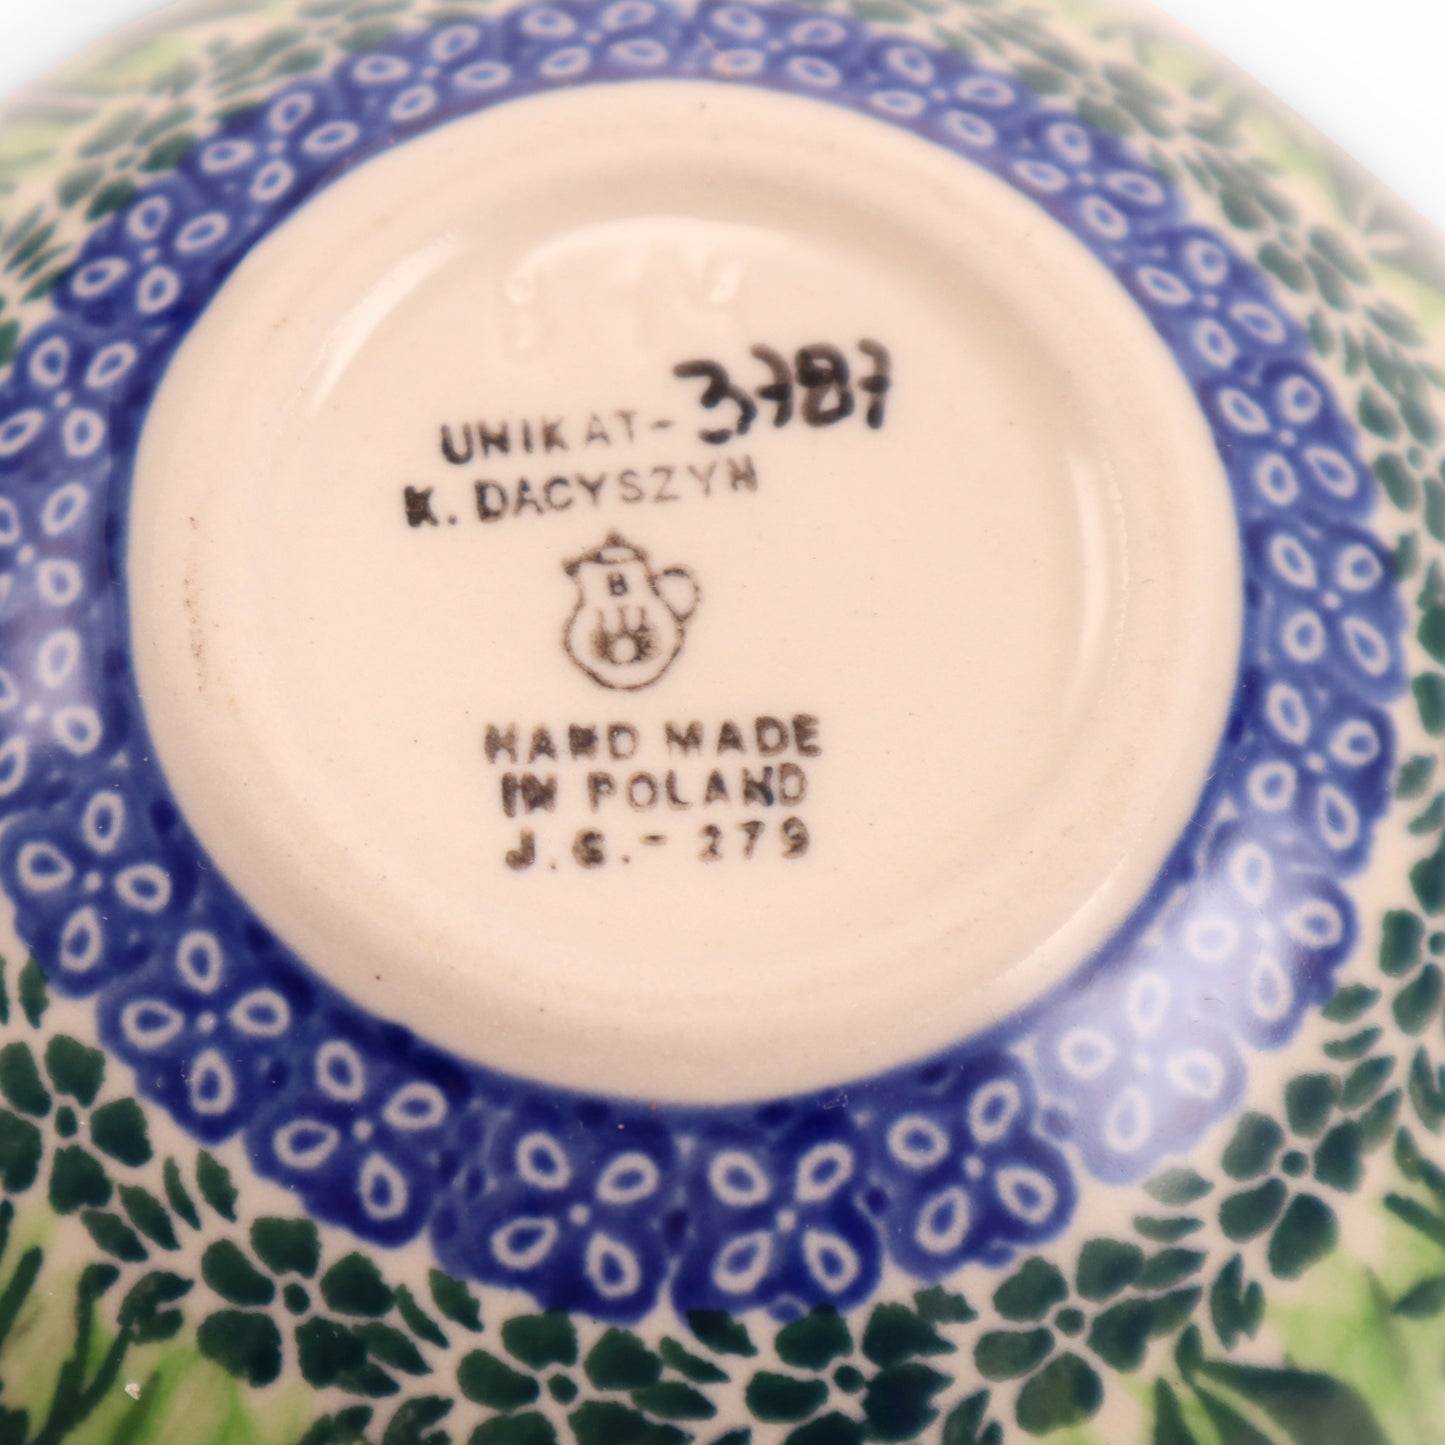 UNIKAT-3787
K. DACYSZYN
B
HAND MADE
IN POLAND
J.G.-279